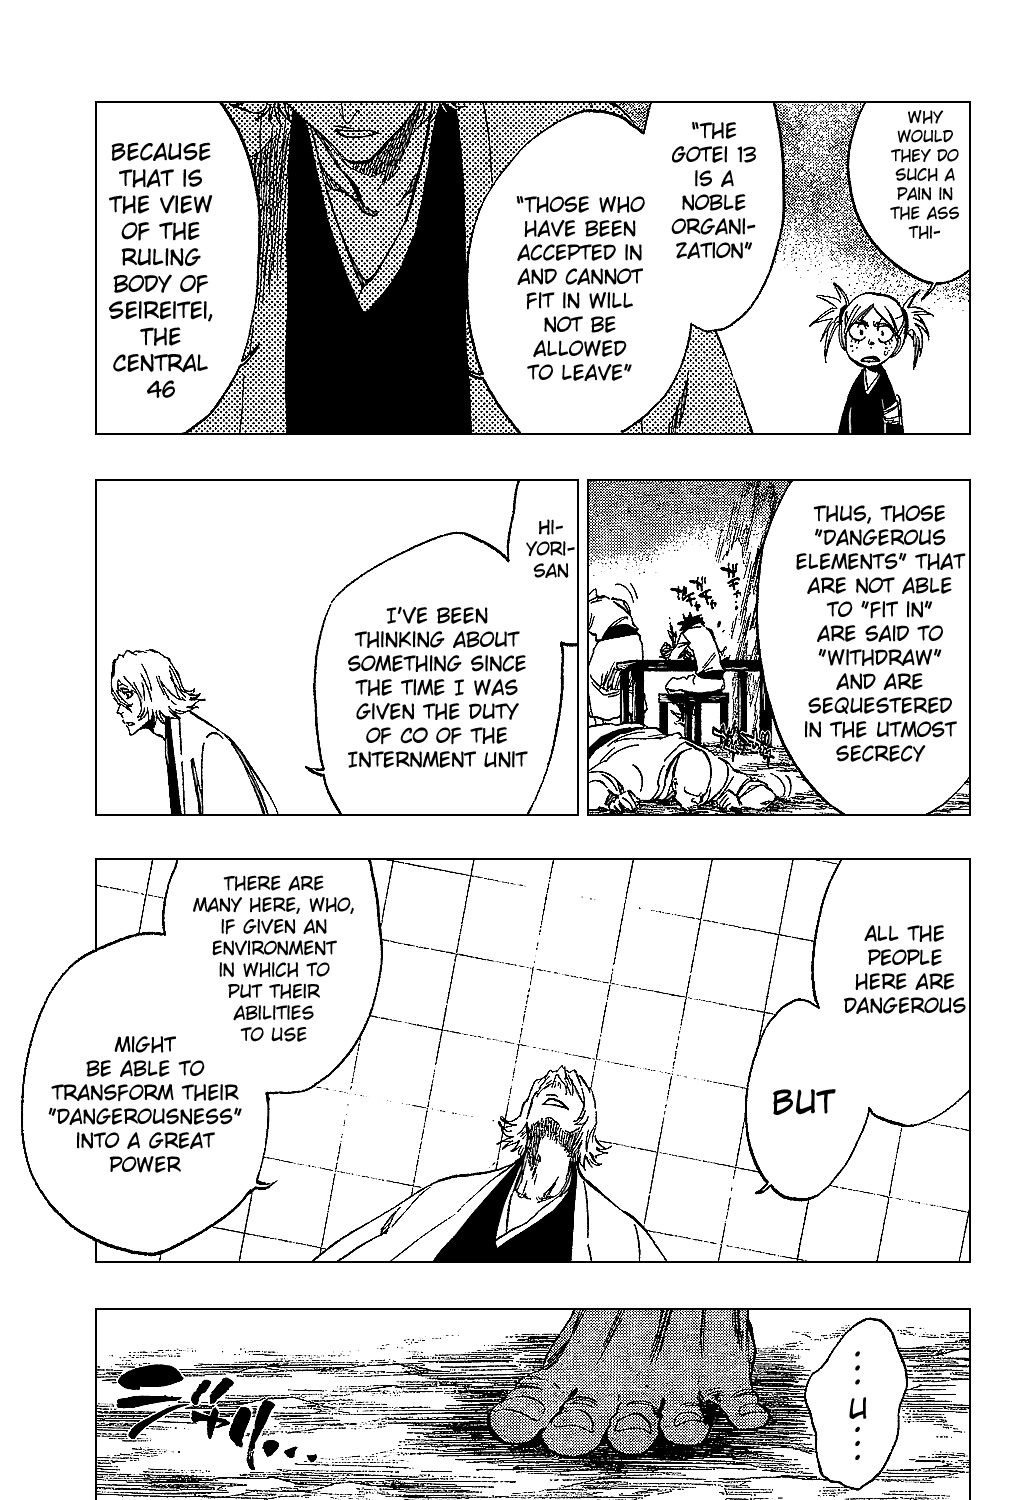 WHY
WOULD
THEY DO
SUCH A
PAIN IN
THE ASS
THI-
"THE
GOTEI 13
IS A
NOBLE
ORGANI-
ZATION"
"THOSE WHO
HAVE BEEN
ACCEPTED IN
AND CANNOT
FIT IN WILL
NOT BE
ALLOWED
TO LEAVE"
BECAUSE
THAT IS
THE VIEW
OF THE
RULING
BODY OF
SEIREITEI,
THE
CENTRAL
46
THUS, THOSE
"DANGEROUS
ELEMENTS" THAT
ARE NOT ABLE
TO "FIT IN"
ARE SAID TO
"WITHDRAW"
AND ARE
SEQUESTERED
IN THE UTMOST
SECRECY
HI-
YORI-
SAN
I'VE BEEN
THINKING ABOUT
SOMETHING SINCE
THE TIME I WAS
GIVEN THE DUTY
OF CO OF THE
INTERNMENT UNIT
ALL THE
PEOPLE
HERE ARE
DANGEROUS
BUT
THERE ARE
MANY HERE, WHO,
IF GIVEN AN
ENVIRONMENT
IN WHICH TO
PUT THEIR
ABILITIES
TO USE
MIGHT
BE ABLE TO
TRANSFORM THEIR
"DANGEROUSNESS"
INTO A GREAT
POWER
...U...
ジャリ...